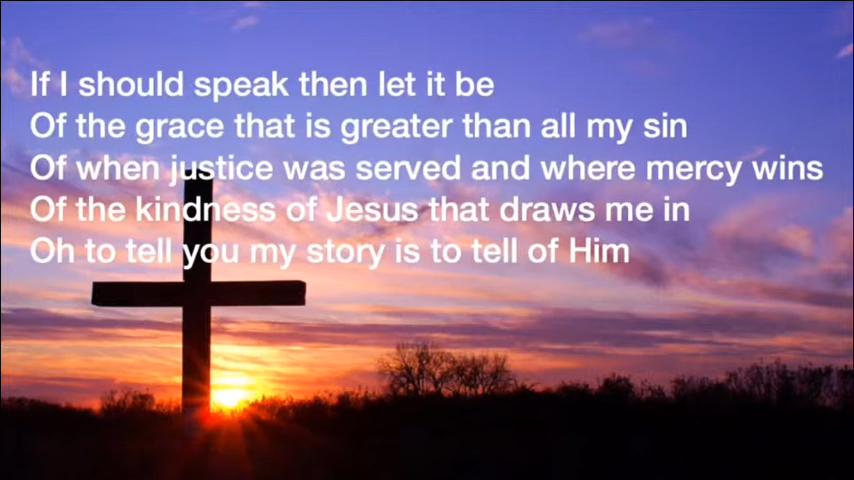 If I should speak then let it be
Of the grace that is greater than all my sin
Of when justice was served and where mercy wins
Of the kindness of Jesus that draws me in
Oh to tell you my story is to tell of Him